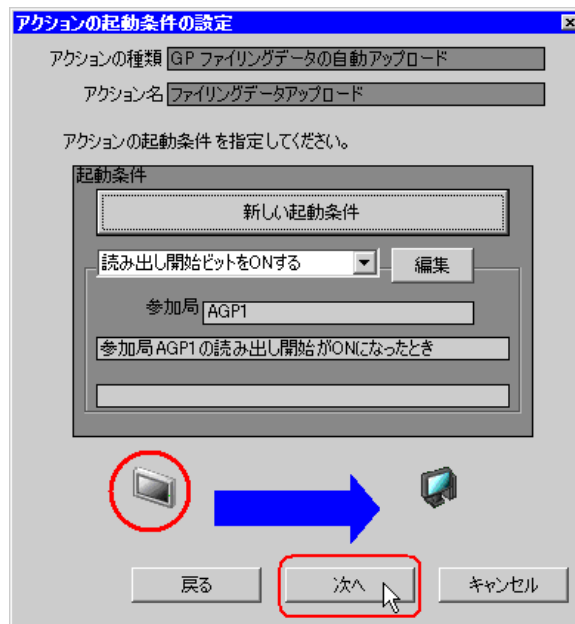 アクションの起動条件の設定
アクションの種類 GP ファイリングデータの自動アップロード
アクション名 ファイリングデータアップロード
アクションの起動条件 を指定してください。
起動条件
新しい起動条件
読み出し開始ビットをONする 編集
参加局 AGP1
参加局AGP1の読み出し開始がONになったとき
戻る 次へ キャンセル